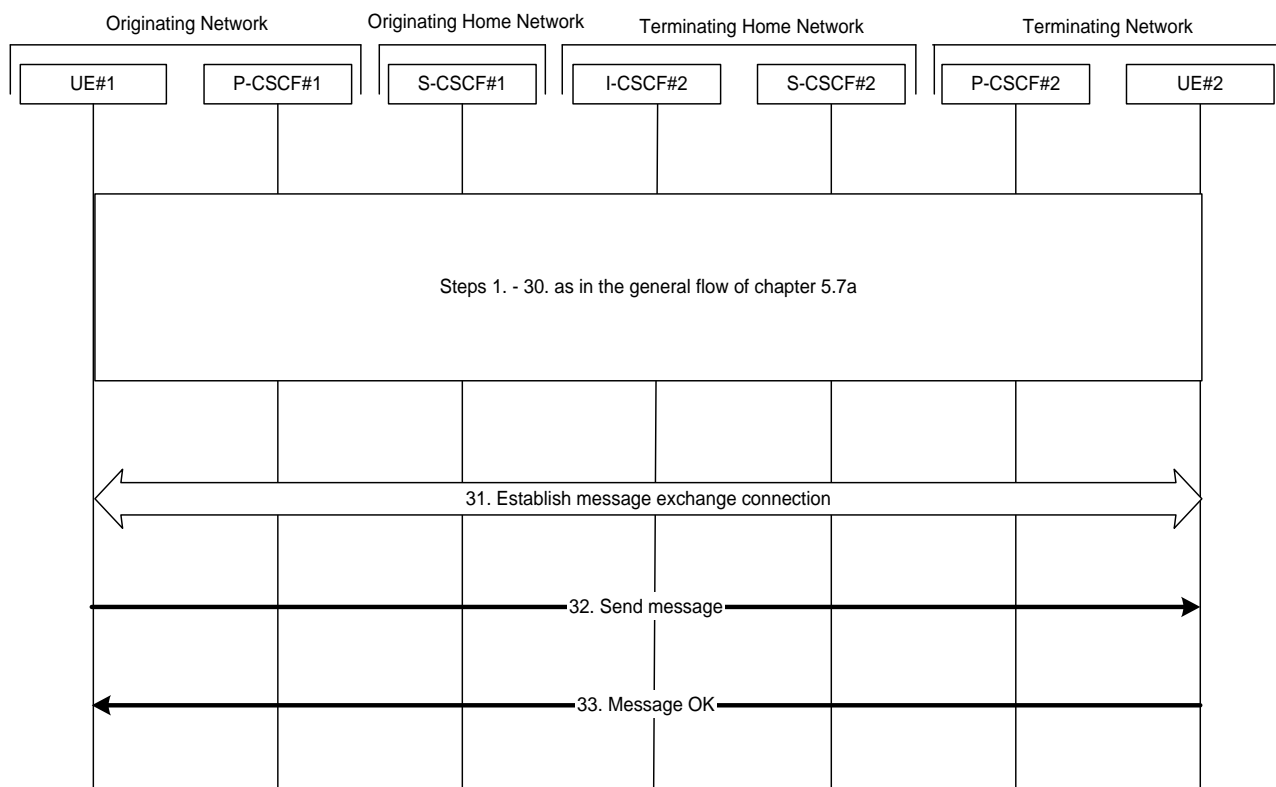 Originating Network
Originating Home Network
Terminating Home Network
Terminating Network
UE#1
P-CSCF#1
S-CSCF#1
I-CSCF#2
S-CSCF#2
P-CSCF#2
UE#2
Steps 1. - 30. as in the general flow of chapter 5.7a
31. Establish message exchange connection
32. Send message
33. Message OK